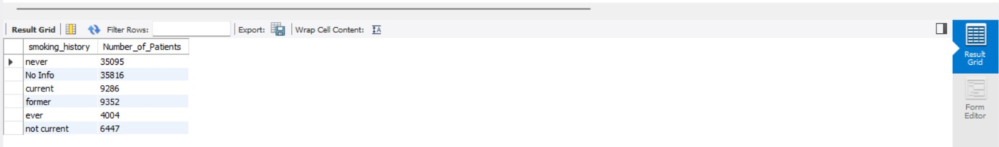 Result Grid Filter Rows: Export: Wrap Cell Content: IA
smoking_history Number_of_Patients
never 35095
No Info 35816
current 9286
former 9352
ever 4004
not current 6447
Result
Grid
Form
Editor